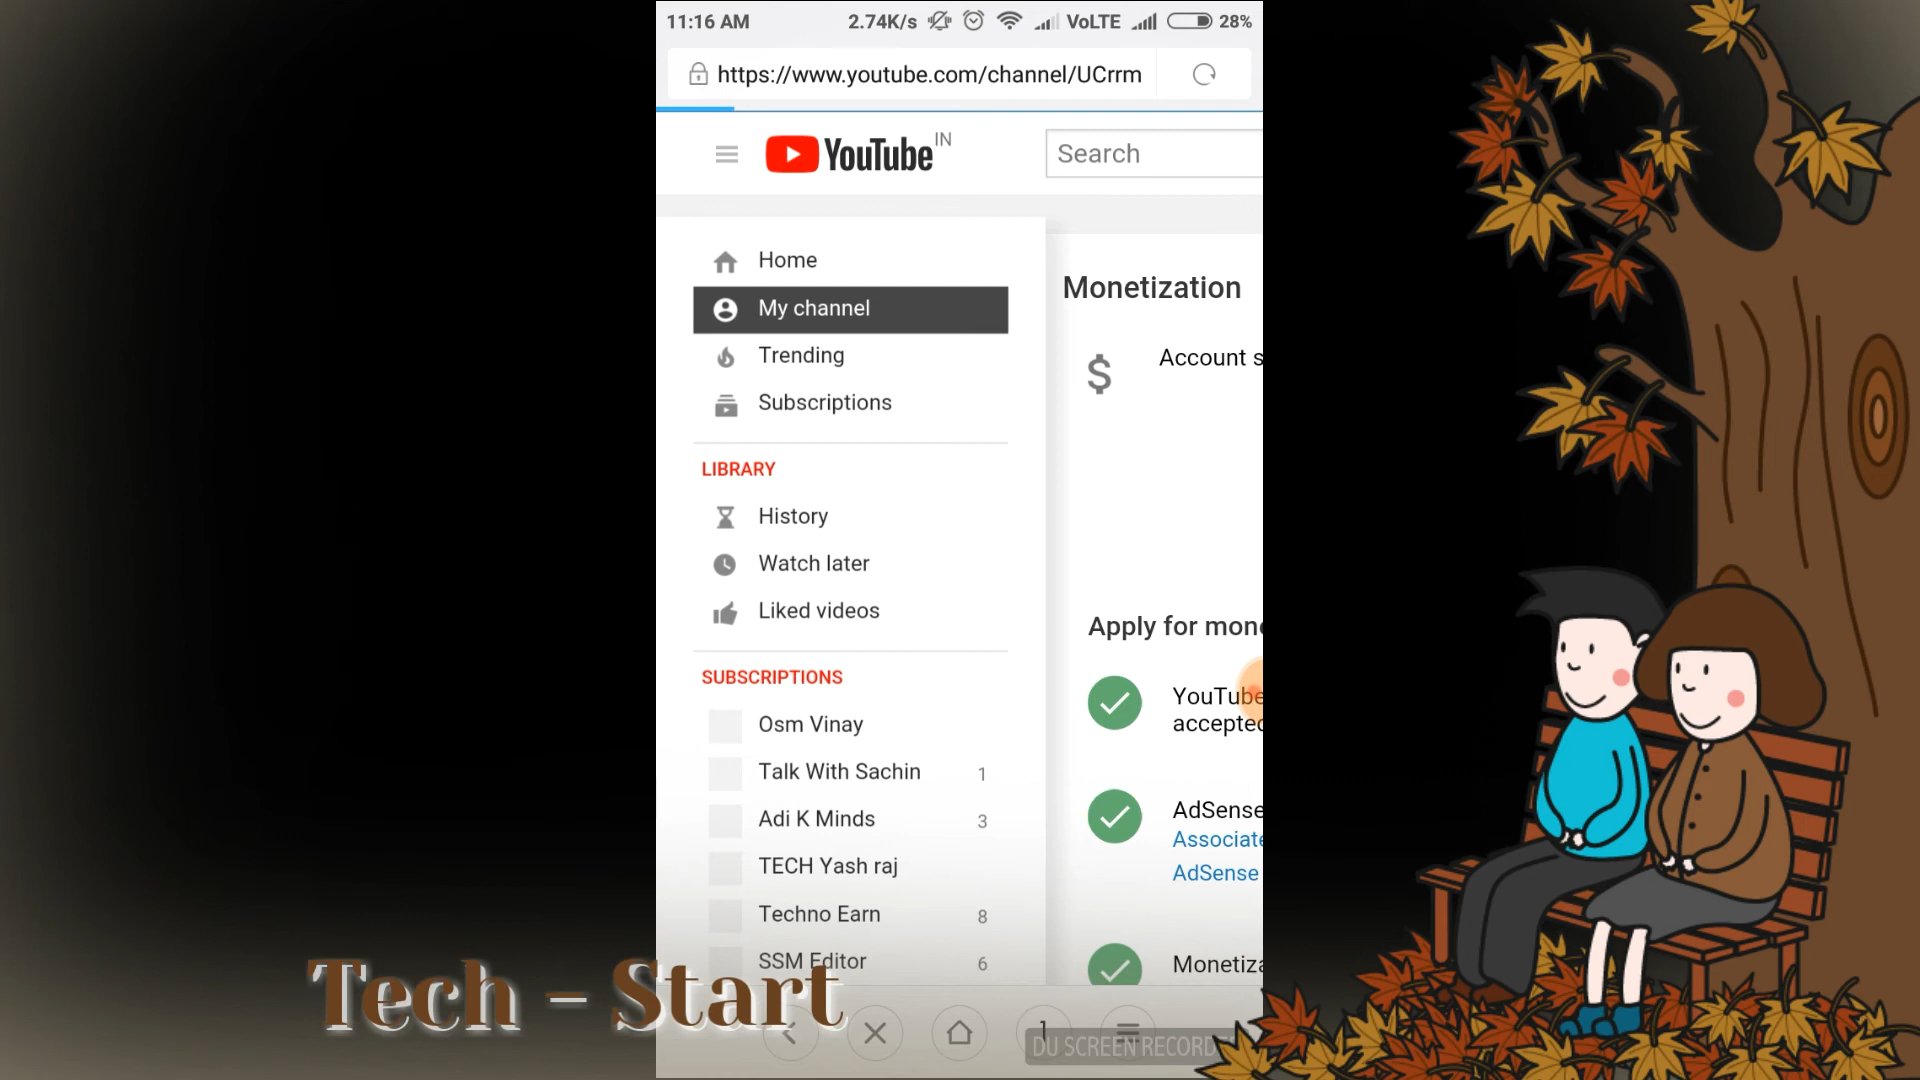 11:16 AM 2.74K/s VoLTE 28%
https://www.youtube.com/channel/UCrrm
YouTube IN
Search
Home
My channel
Trending
Subscriptions
LIBRARY
History
Watch later
Liked videos
SUBSCRIPTIONS
Osm Vinay
Talk With Sachin 1
Adi K Minds 3
TECH Yash raj
Techno Earn 8
SSM Editor 6
Monetization
$ Account s
Apply for mon
YouTube
accepted
AdSense
Associate
AdSense
Monetiza
Tech - Start
1
DU SCREEN RECORD